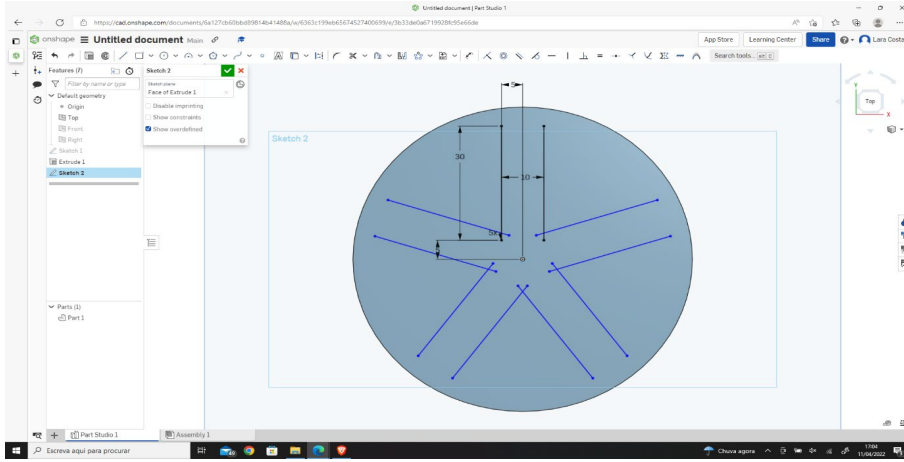 Untitled document | Part Studio 1
https://cad.onshape.com/documents/6a127cb60bbd89814b41488a/w/6363c199eb65674527400699/e/3b33de0a6719928fc95e66de
onshape Untitled document Main
App Store Learning Center Share Lara Costa
Search tools...
Features (7)
Filter by name or type
Default geometry
Origin
Top
Front
Right
Sketch 1
Extrude 1
Sketch 2
Sketch 2
Sketch plane
Face of Extrude 1
Disable imprinting
Show constraints
Show overdefined
Sketch 2
5
30
10
5x
5
Top
Y
X
Parts (1)
Part 1
Part Studio 1
Assembly 1
Escreva aqui para procurar
Chuva agora
17:04
11/04/2022